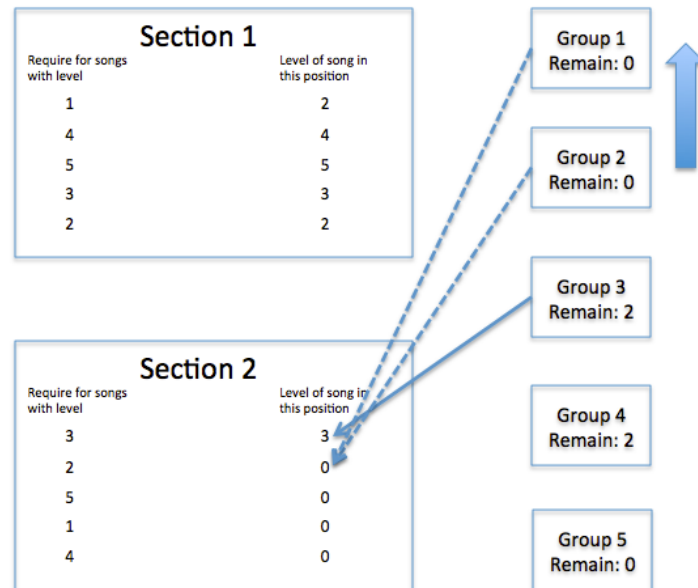 Section 1
Require for songs
with level
Level of song in
this position
1 2
4 4
5 5
3 3
2 2
Section 2
Require for songs
with level
Level of song in
this position
3 3
2 0
5 0
1 0
4 0
Group 1
Remain: 0
Group 2
Remain: 0
Group 3
Remain: 2
Group 4
Remain: 2
Group 5
Remain: 0